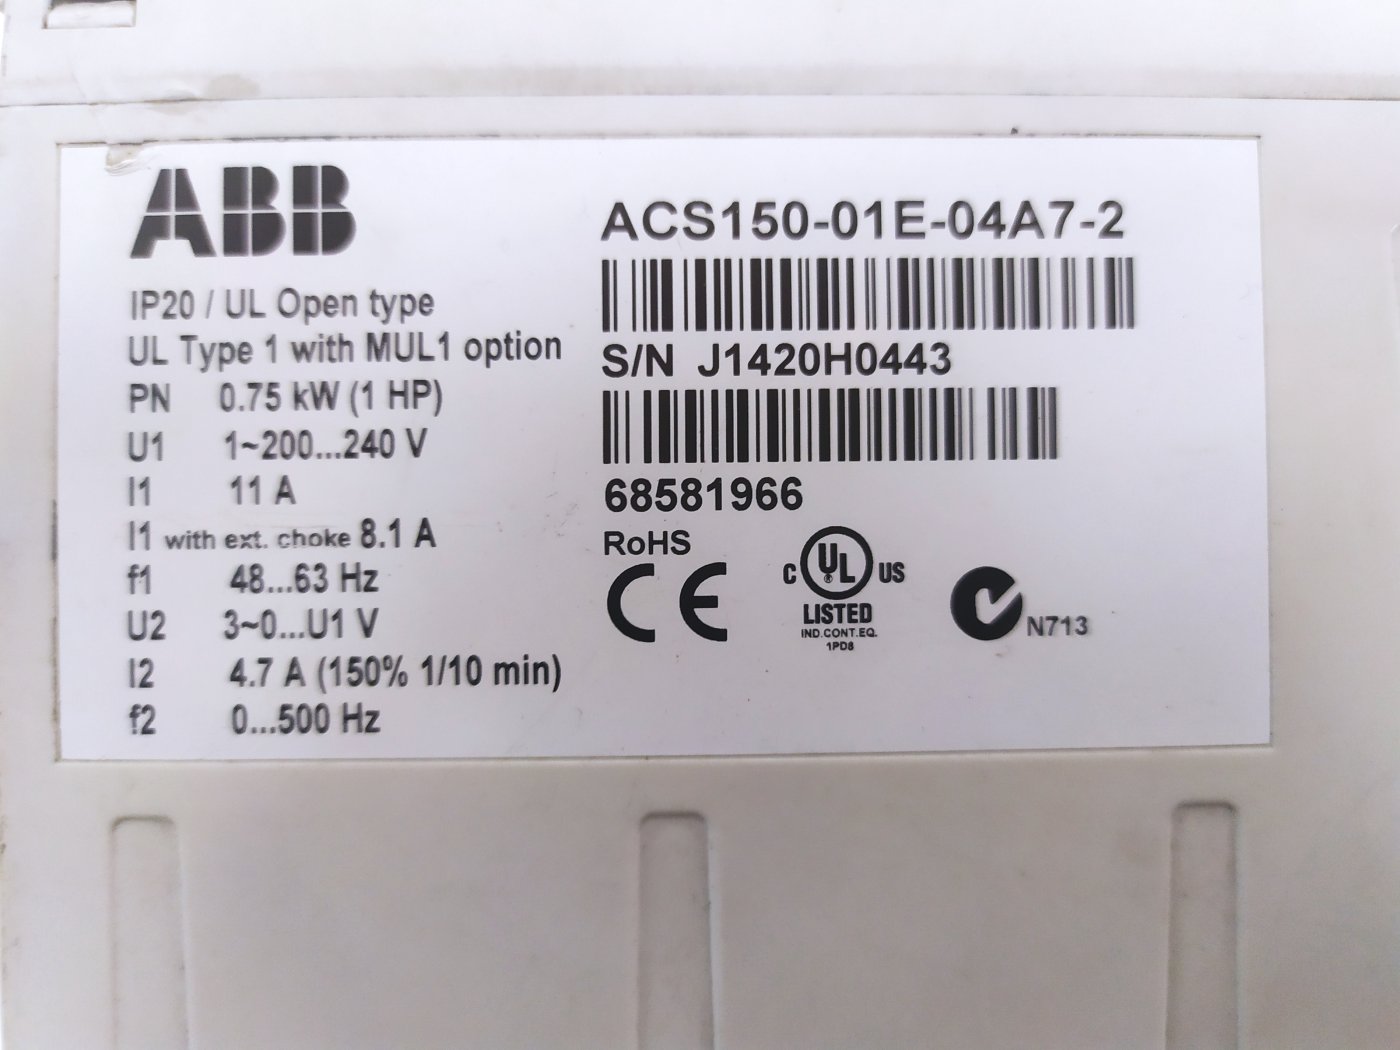 ABB
IP20 / UL Open type
UL Type 1 with MUL1 option
PN 0.75 kW (1 HP)
U1 1~200...240 V
I1 11 A
I1 with ext. choke 8.1 A
f1 48...63 Hz
U2 3~0...U1 V
I2 4.7 A (150% 1/10 min)
f2 0...500 Hz
ACS150-01E-04A7-2
S/N J1420H0443
68581966
RoHS
CE
C UL US
LISTED
IND.CONT.EQ.
1PD8
N713